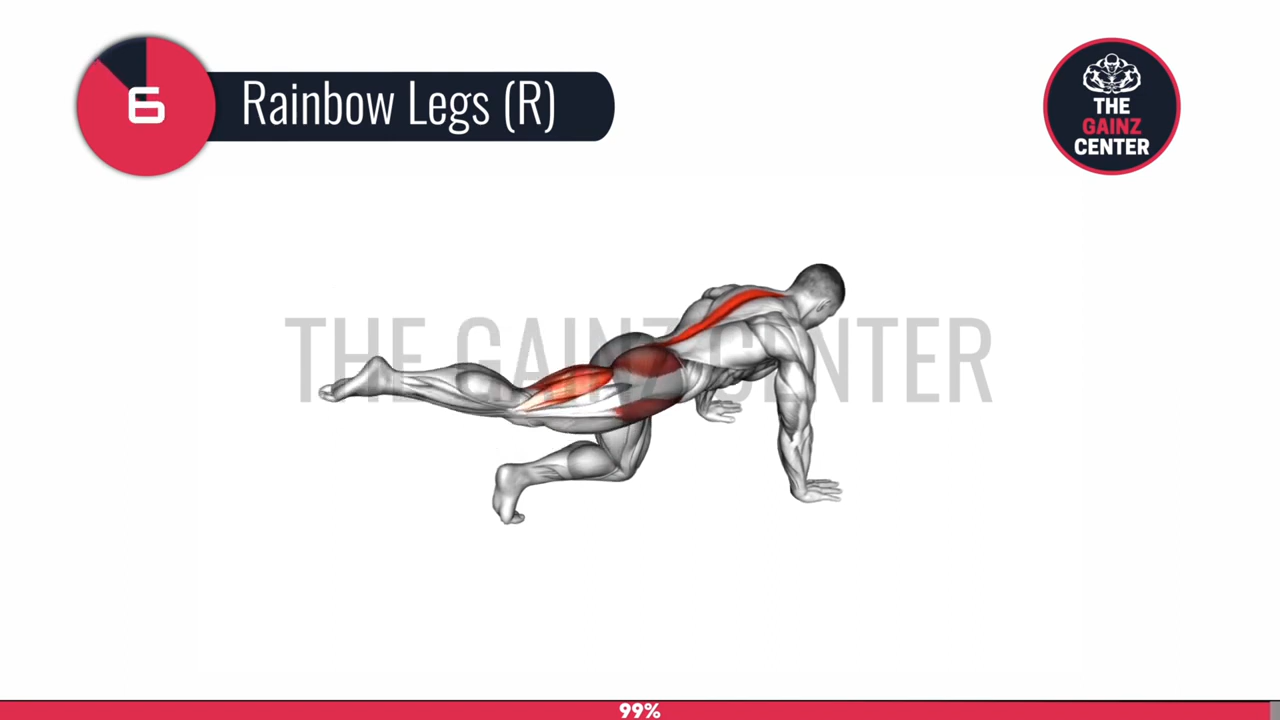 6
Rainbow Legs (R)
THE
GAINZ
CENTER
THE GAINZ CENTER
99%